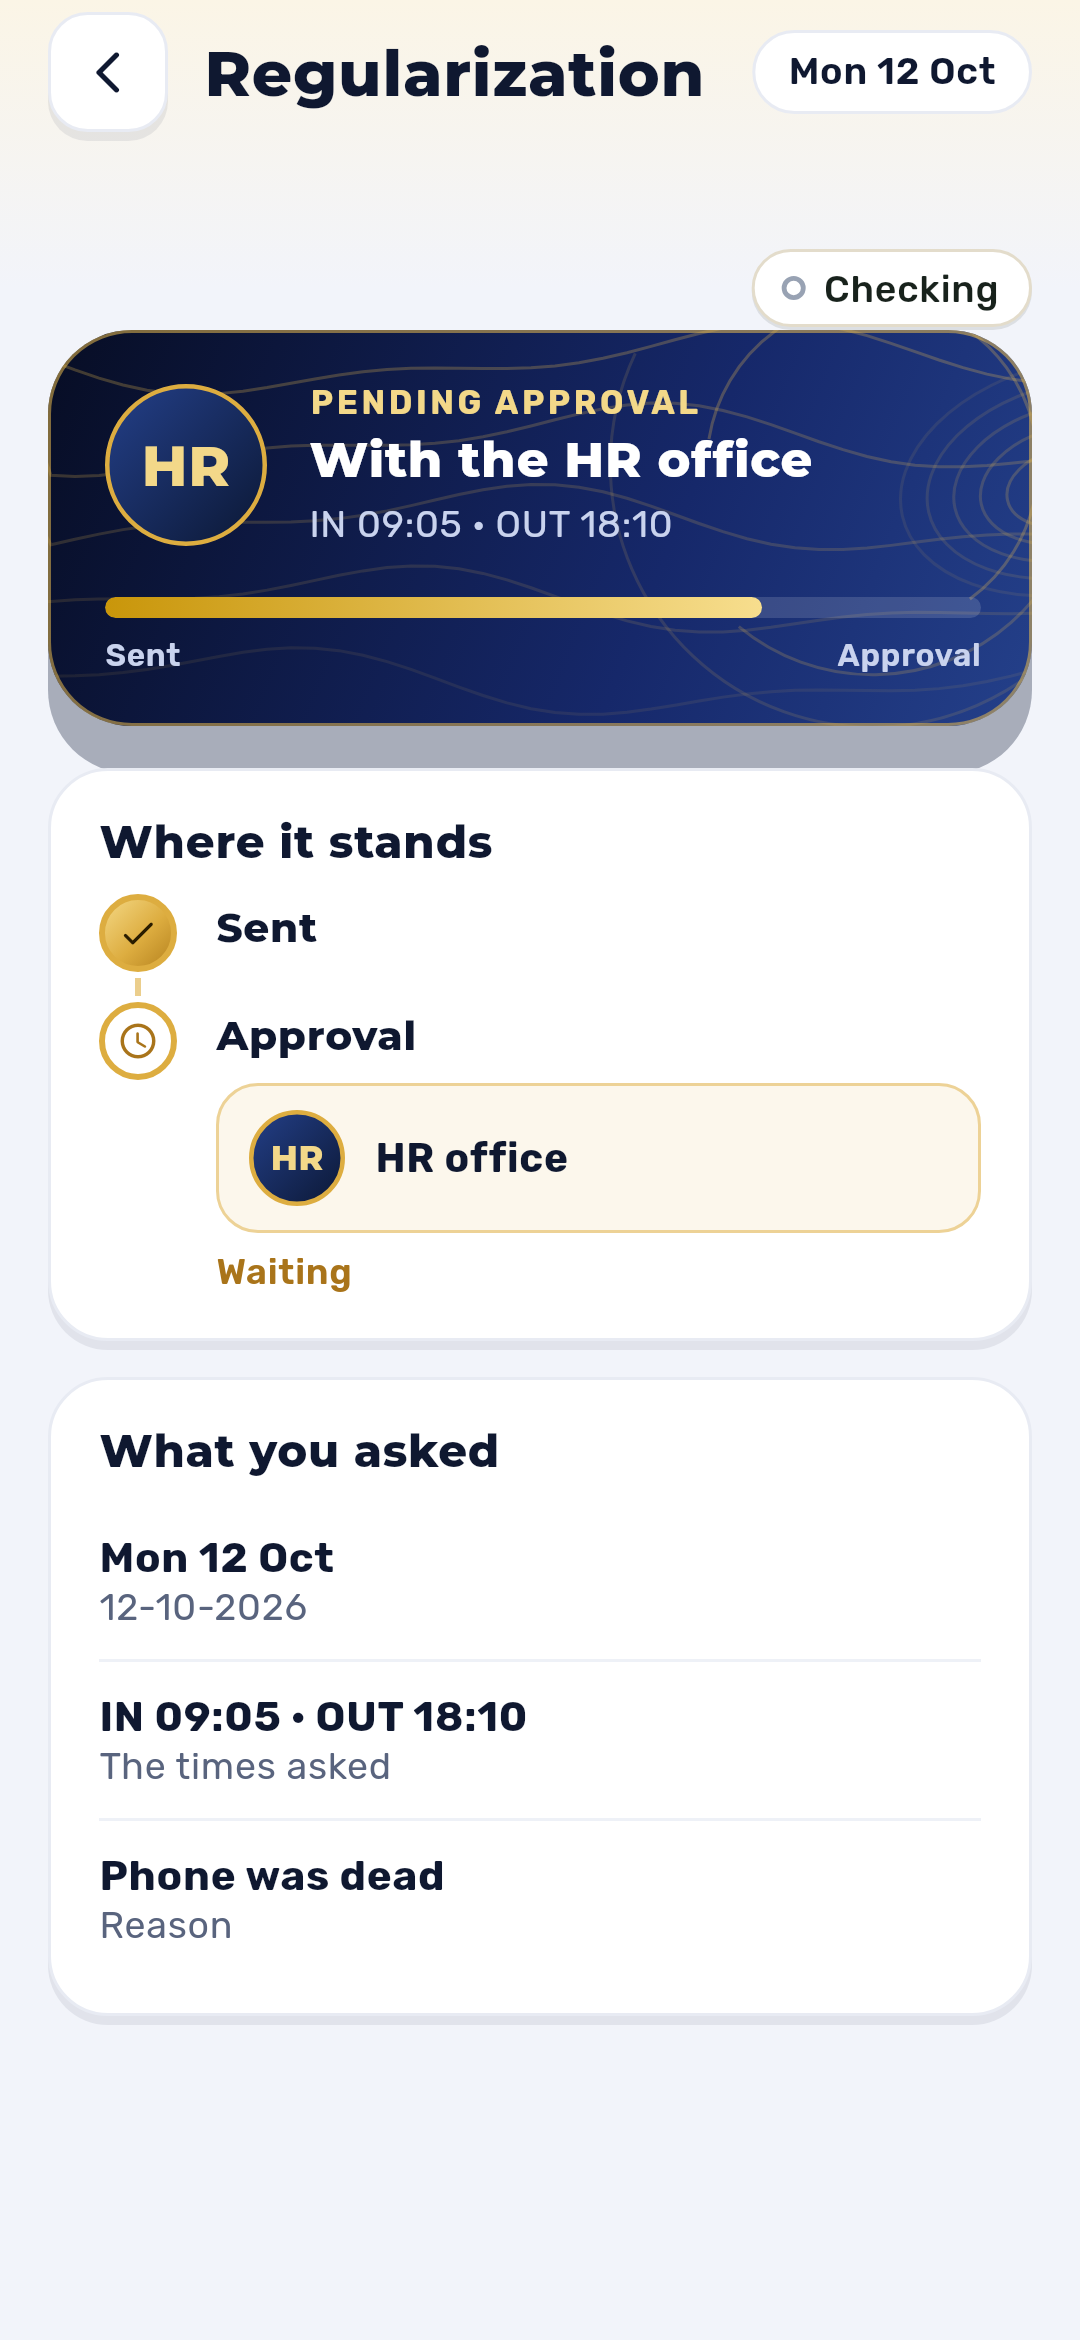 Regularization
Mon 12 Oct
Checking
HR
PENDING APPROVAL
With the HR office
IN 09:05 • OUT 18:10
Sent
Approval
Where it stands
Sent
Approval
HR
HR office
Waiting
What you asked
Mon 12 Oct
12-10-2026
IN 09:05 • OUT 18:10
The times asked
Phone was dead
Reason